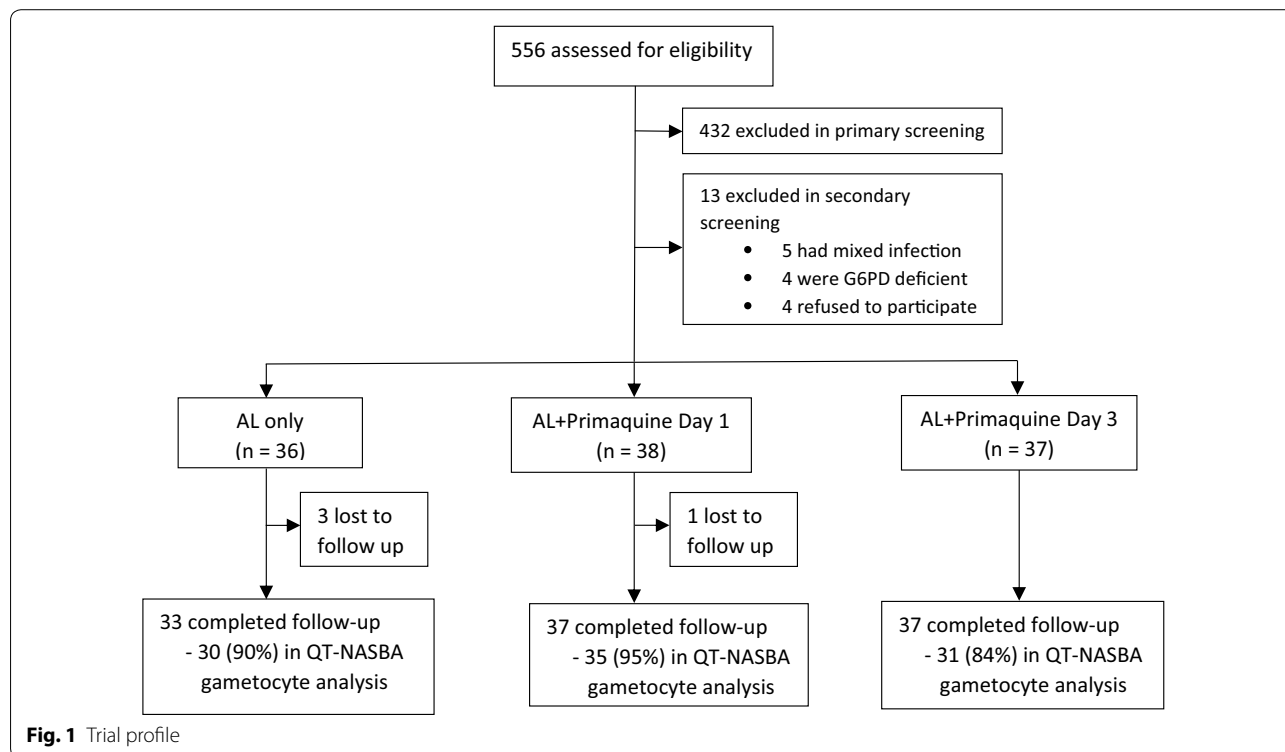 556 assessed for eligibility
432 excluded in primary screening
13 excluded in secondary
screening
• 5 had mixed infection
• 4 were G6PD deficient
• 4 refused to participate
AL only
(n = 36)
AL+Primaquine Day 1
(n = 38)
AL+Primaquine Day 3
(n = 37)
3 lost to
follow up
1 lost to
follow up
33 completed follow-up
- 30 (90%) in QT-NASBA
gametocyte analysis
37 completed follow-up
- 35 (95%) in QT-NASBA
gametocyte analysis
37 completed follow-up
- 31 (84%) in QT-NASBA
gametocyte analysis
Fig. 1 Trial profile